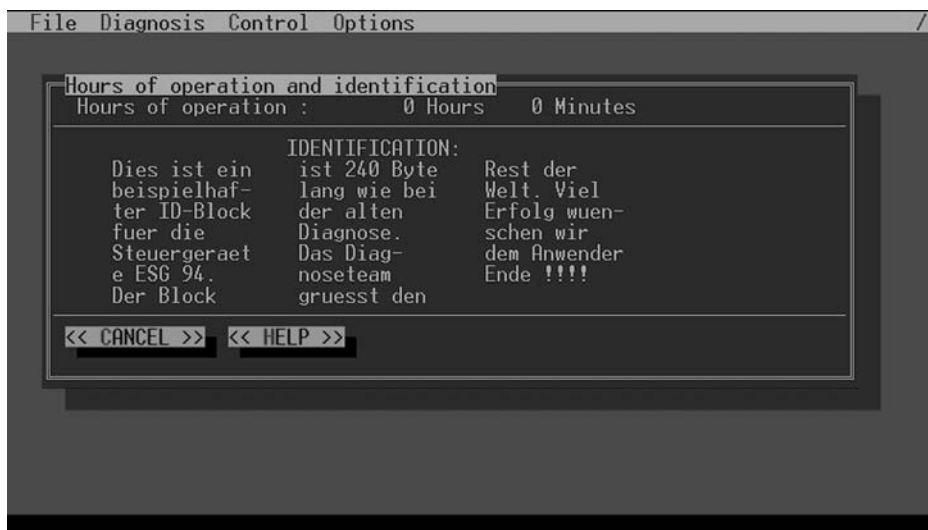 File Diagnosis Control Options /
Hours of operation and identification
Hours of operation : 0 Hours 0 Minutes
IDENTIFICATION:
Dies ist ein
beispielhaf-
ter ID-Block
fuer die
Steuergeraet
e ESG 94.
Der Block
ist 240 Byte
lang wie bei
der alten
Diagnose.
Das Diag-
noseteam
gruesst den
Rest der
Welt. Viel
Erfolg wuen-
schen wir
dem Anwender
Ende !!!!
<< CANCEL >> << HELP >>